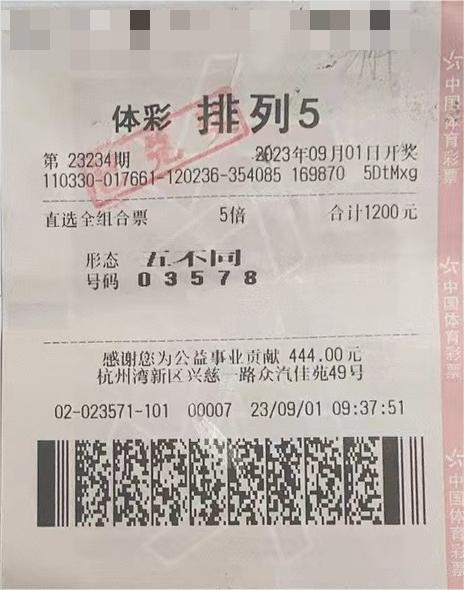 体彩 排列5
第 23234期 2023年09月01日开奖
110330-017661-120236-354085 169870 5DtMxg
直选全组合票 5倍 合计1200元
形态 五不同
号码 0 3 5 7 8
感谢您为公益事业贡献 444.00元
杭州湾新区兴慈一路众汽佳苑49号
02-023571-101 00007 23/09/01 09:37:51
中国体育彩票
中国体育彩票
中国体育彩票